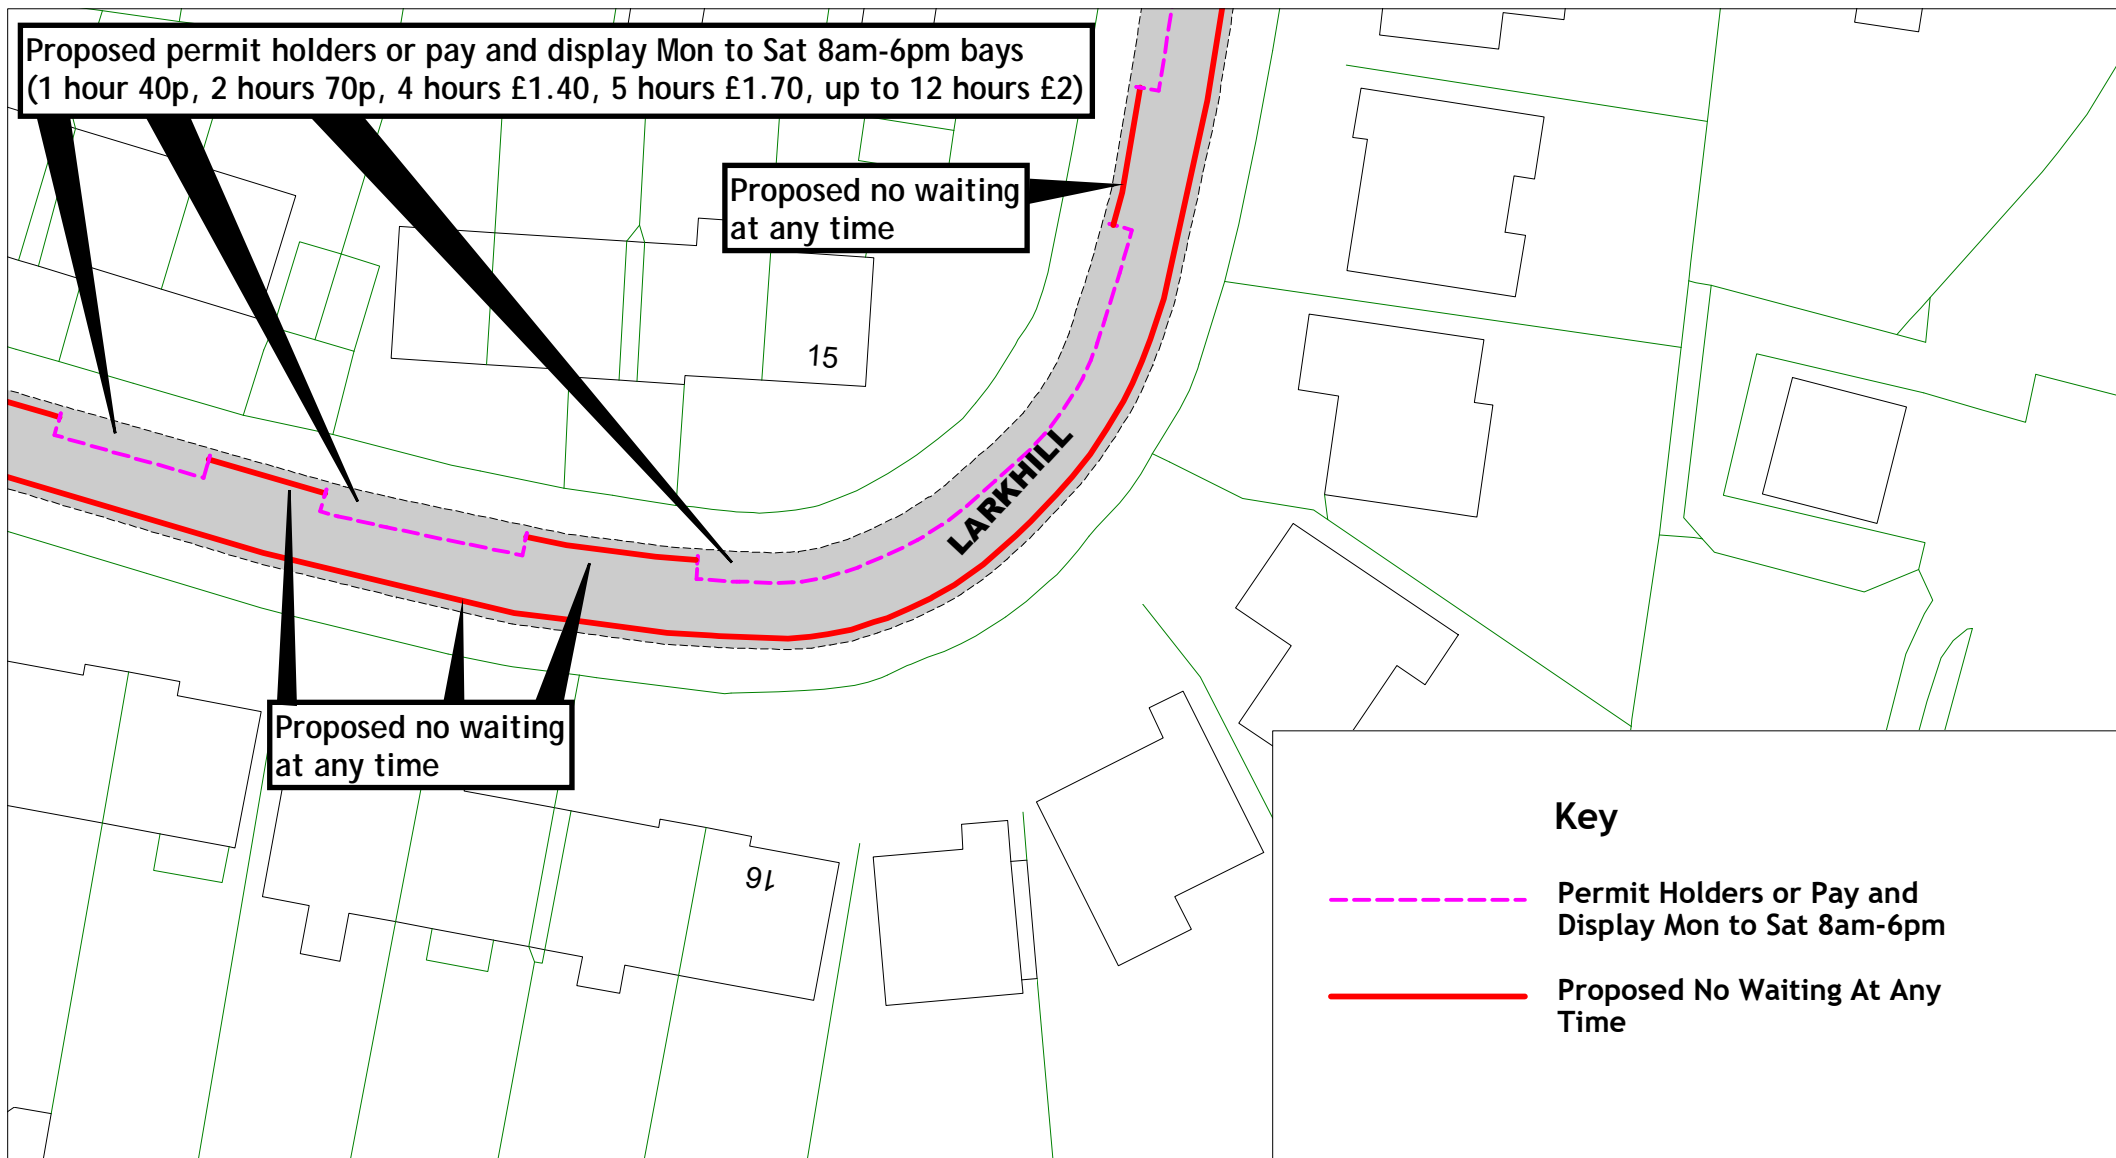 Proposed permit holders or pay and display Mon to Sat 8am-6pm bays
(1 hour 40p, 2 hours 70p, 4 hours £1.40, 5 hours £1.70, up to 12 hours £2)
Proposed no waiting
at any time
15
LARKHILL
Proposed no waiting
at any time
16
Key
Permit Holders or Pay and
Display Mon to Sat 8am-6pm
Proposed No Waiting At Any
Time